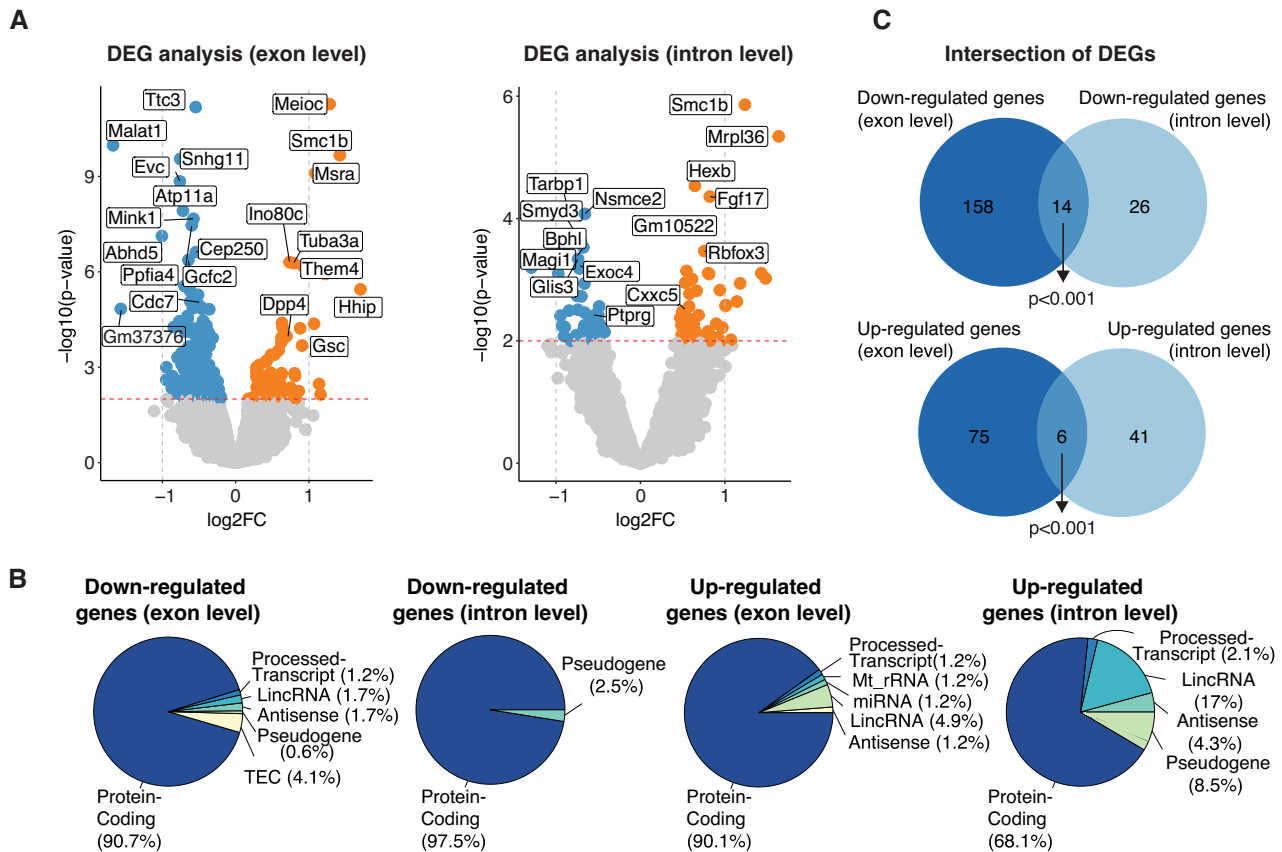 A
DEG analysis (exon level)
Ttc3
Meioc
Malat1
Smc1b
Evc
Snhg11
Msra
Atp11a
Mink1
Ino80c
Abhd5
Cep250
Tuba3a
Ppfia4
Gcfc2
Them4
Cdc7
Dpp4
Hhip
Gm37376
Gsc
9
6
3
0
−log10(p−value)
−1
0
1
log2FC
DEG analysis (intron level)
Smc1b
Mrpl36
Hexb
Tarbp1
Nsmce2
Fgf17
Smyd3
Gm10522
Bphl
Rbfox3
Magi1
Exoc4
Glis3
Cxxc5
Ptprg
6
4
2
0
−log10(p−value)
−1
0
1
log2FC
C
Intersection of DEGs
Down-regulated genes
(exon level)
Down-regulated genes
(intron level)
158
14
26
p<0.001
Up-regulated genes
(exon level)
Up-regulated genes
(intron level)
75
6
41
p<0.001
B
Down-regulated
genes (exon level)
Processed-
Transcript (1.2%)
LincRNA (1.7%)
Antisense (1.7%)
Pseudogene
(0.6%)
TEC (4.1%)
Protein-
Coding
(90.7%)
Down-regulated
genes (intron level)
Pseudogene
(2.5%)
Protein-
Coding
(97.5%)
Up-regulated
genes (exon level)
Processed-
Transcript(1.2%)
Mt_rRNA (1.2%)
miRNA (1.2%)
LincRNA (4.9%)
Antisense (1.2%)
Protein-
Coding
(90.1%)
Up-regulated
genes (intron level)
Processed-
Transcript (2.1%)
LincRNA
(17%)
Antisense
(4.3%)
Pseudogene
(8.5%)
Protein-
Coding
(68.1%)